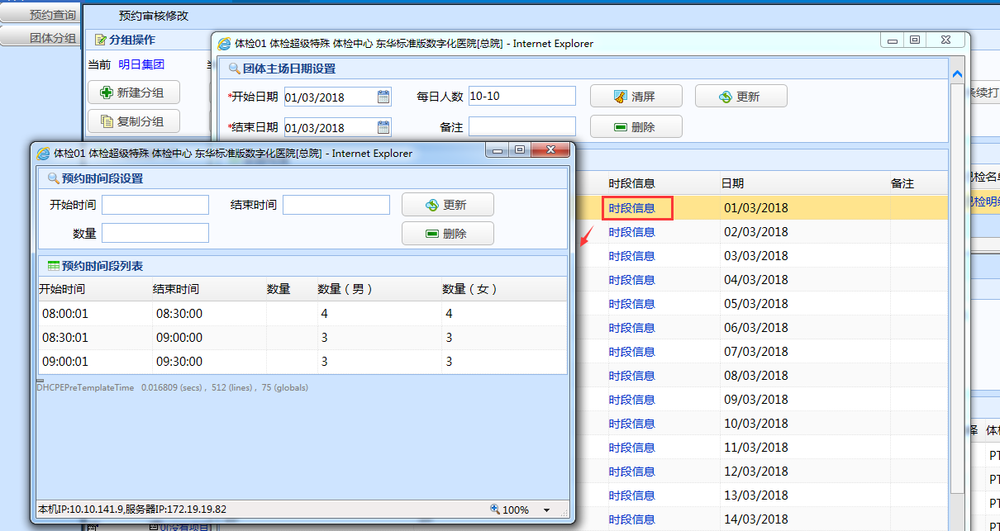 预约查询
团体分组
预约审核修改
分组操作
当前 明日集团
新建分组
复制分组
体检01 体检超级特殊 体检中心 东华标准版数字化医院[总院] - Internet Explorer
团体主场日期设置
*开始日期 01/03/2018 每日人数 10-10 清屏 更新
*结束日期 01/03/2018 备注 删除
时段信息 日期 备注
时段信息 01/03/2018
时段信息 02/03/2018
时段信息 03/03/2018
时段信息 04/03/2018
时段信息 05/03/2018
时段信息 06/03/2018
时段信息 07/03/2018
时段信息 08/03/2018
时段信息 09/03/2018
时段信息 10/03/2018
时段信息 11/03/2018
时段信息 12/03/2018
时段信息 13/03/2018
时段信息 14/03/2018
体检01 体检超级特殊 体检中心 东华标准版数字化医院[总院] - Internet Explorer
预约时间段设置
开始时间 结束时间 更新
数量 删除
预约时间段列表
开始时间 结束时间 数量 数量（男） 数量（女）
08:00:01 08:30:00 4 4
08:30:01 09:00:00 3 3
09:00:01 09:30:00 3 3
DHCPEPreTemplateTime 0.016809 (secs) , 512 (lines) , 75 (globals)
本机IP:10.10.141.9,服务器IP:172.19.19.82 100%
续打
检名单
检明细
体检
PT
PT
PT
PT